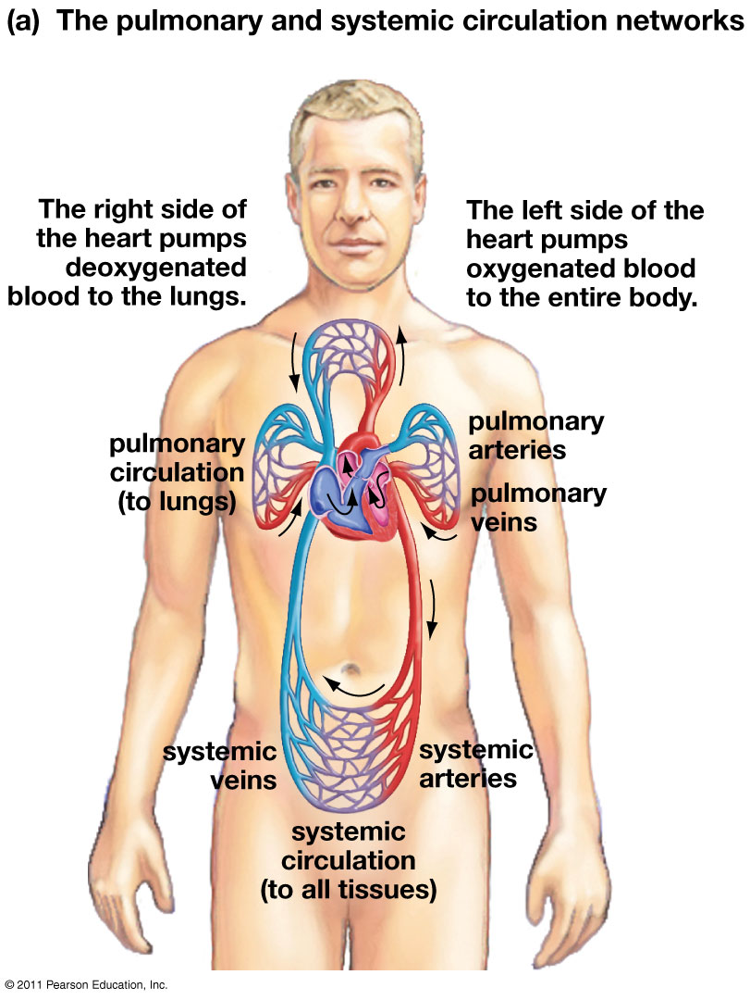 (a) The pulmonary and systemic circulation networks
The right side of
the heart pumps
deoxygenated
blood to the lungs.
The left side of the
heart pumps
oxygenated blood
to the entire body.
pulmonary
circulation
(to lungs)
pulmonary
arteries
pulmonary
veins
systemic
veins
systemic
arteries
systemic
circulation
(to all tissues)
© 2011 Pearson Education, Inc.